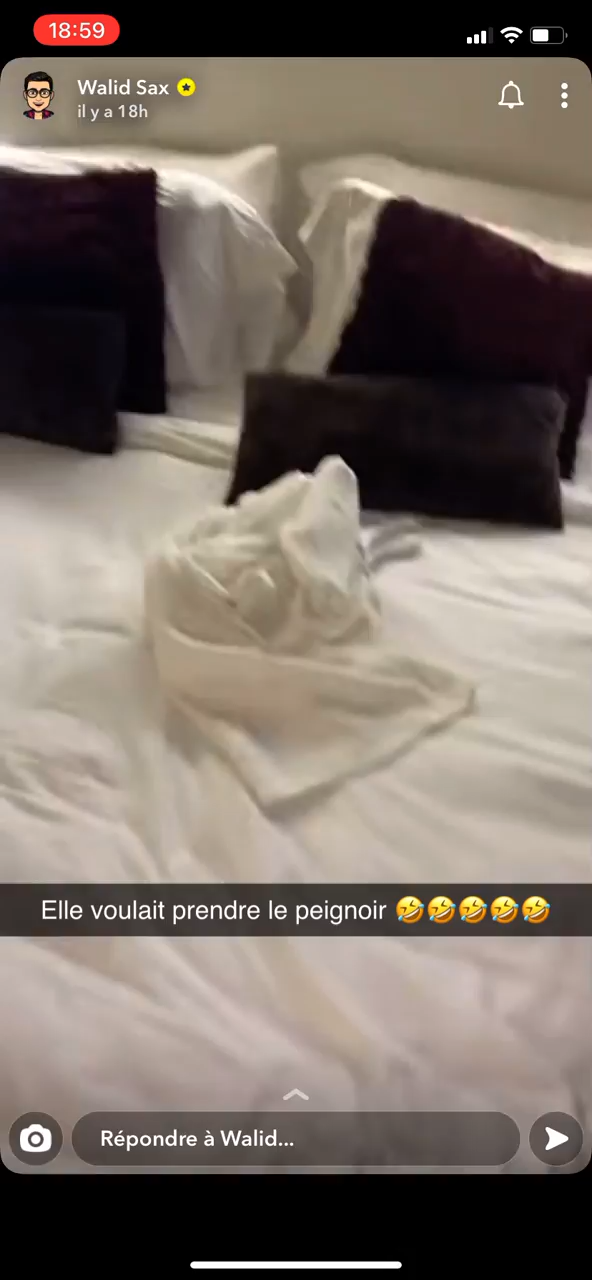 18:59
Walid Sax
il y a 18h
Elle voulait prendre le peignoir 🤣🤣🤣🤣🤣
Répondre à Walid...